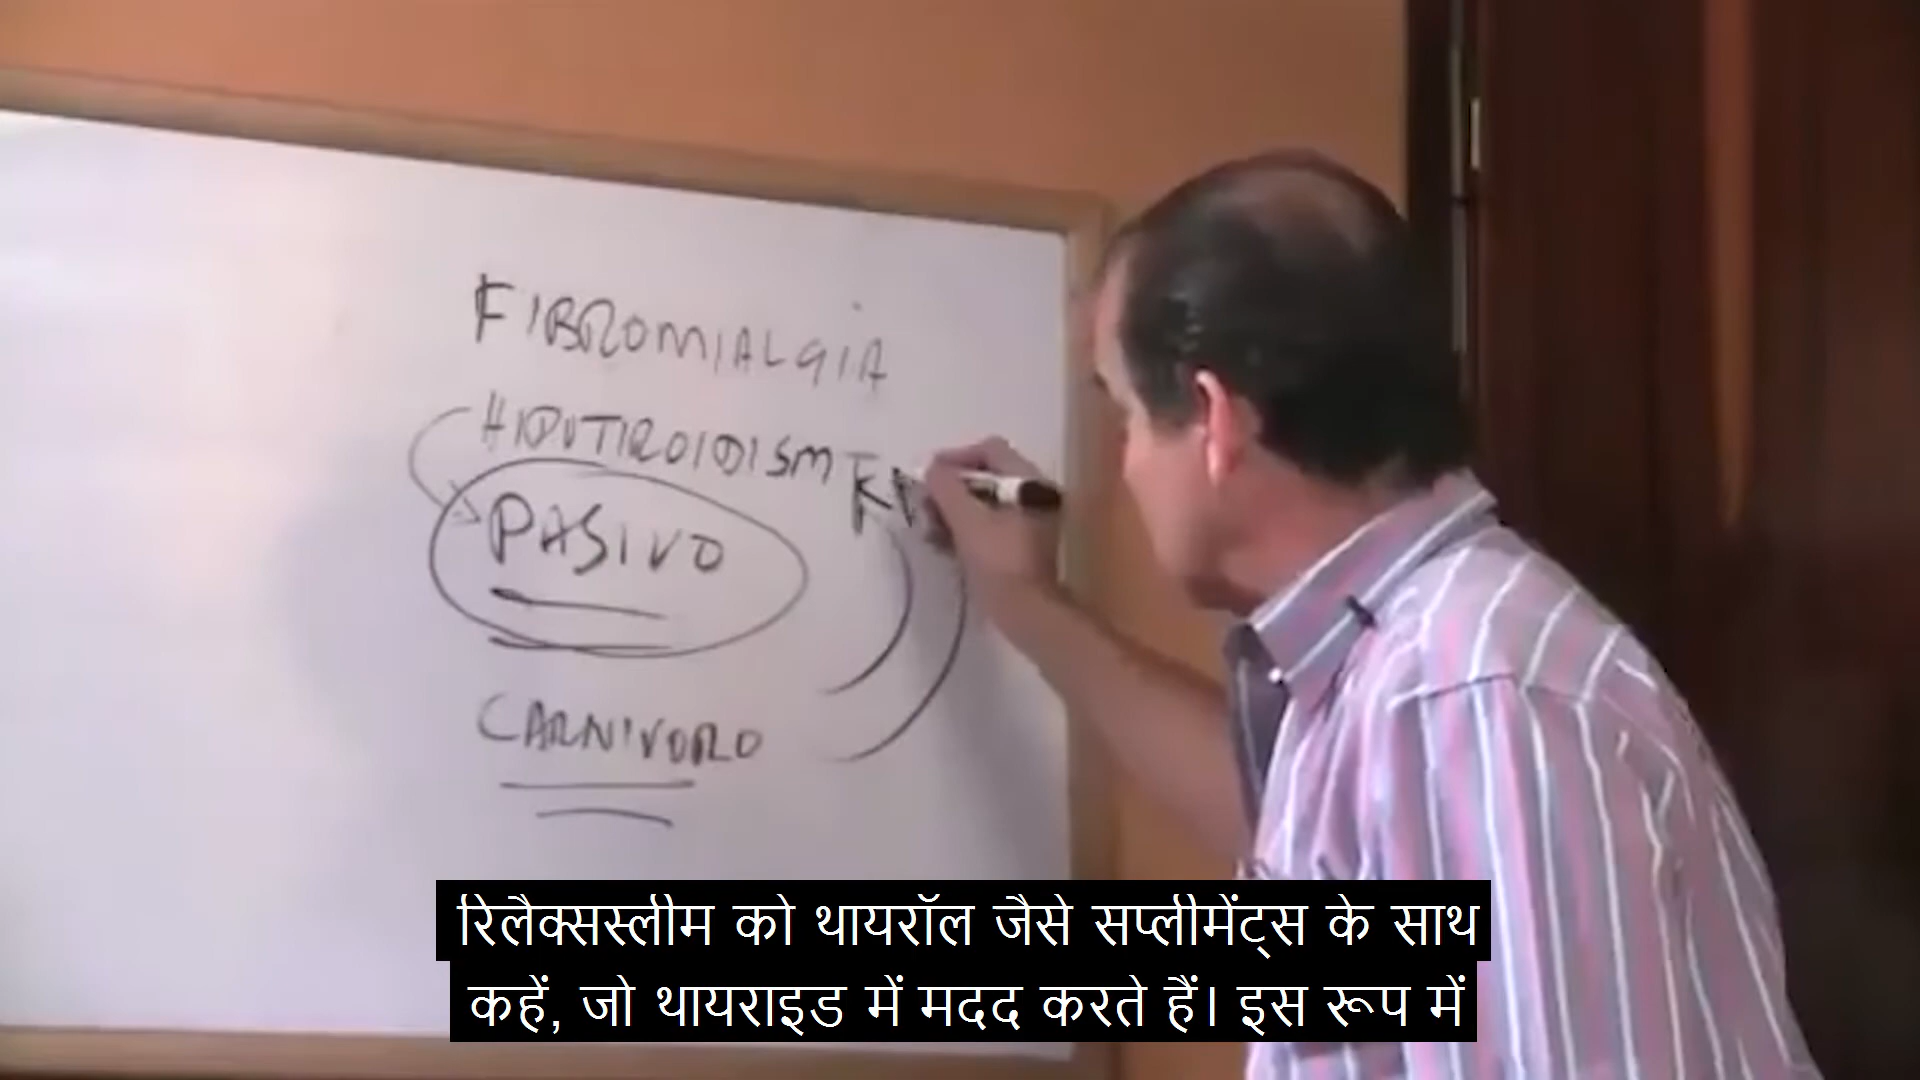 FIBROMIALGIA
HIPOTIROIDISM
PASIVO
CARNIVORO
रिलैक्सस्लीम को थायरॉल जैसे सप्लीमेंट्स के साथ
कहें, जो थायराइड में मदद करते हैं। इस रूप में